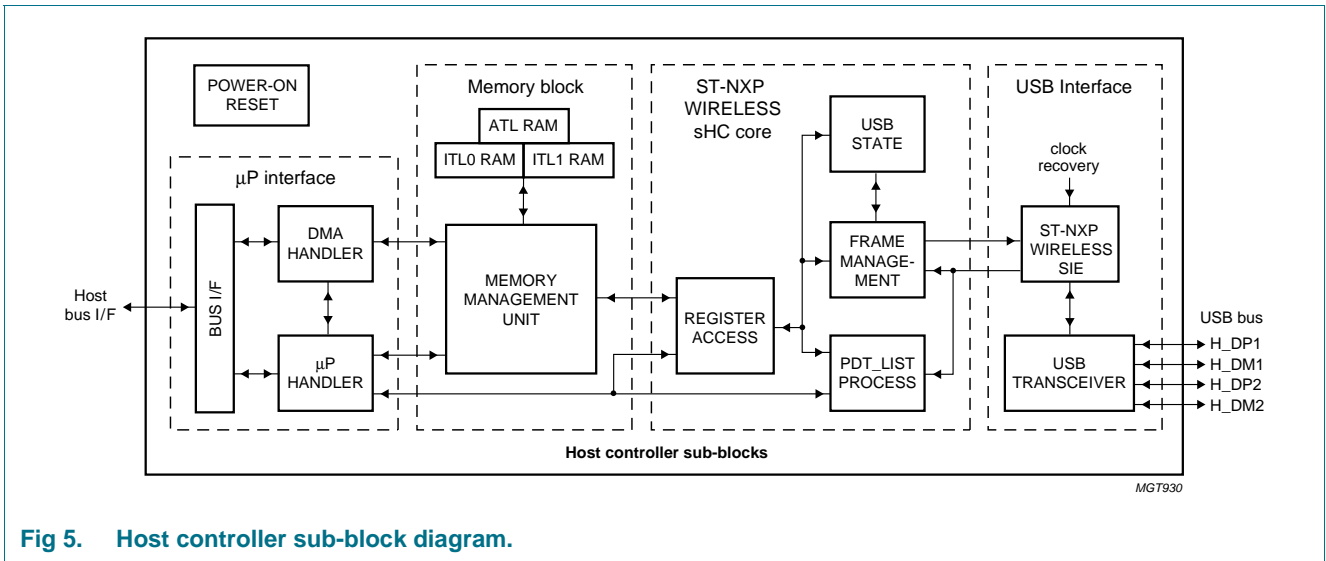 POWER-ON
RESET
Memory block
ATL RAM
ITL0 RAM
ITL1 RAM
ST-NXP
WIRELESS
sHC core
USB
STATE
USB Interface
clock
recovery
µP interface
BUS I/F
DMA
HANDLER
MEMORY
MANAGEMENT
UNIT
FRAME
MANAGE-
MENT
ST-NXP
WIRELESS
SIE
Host
bus I/F
µP
HANDLER
REGISTER
ACCESS
PDT_LIST
PROCESS
USB
TRANSCEIVER
USB bus
H_DP1
H_DM1
H_DP2
H_DM2
Host controller sub-blocks
MGT930
Fig 5. Host controller sub-block diagram.